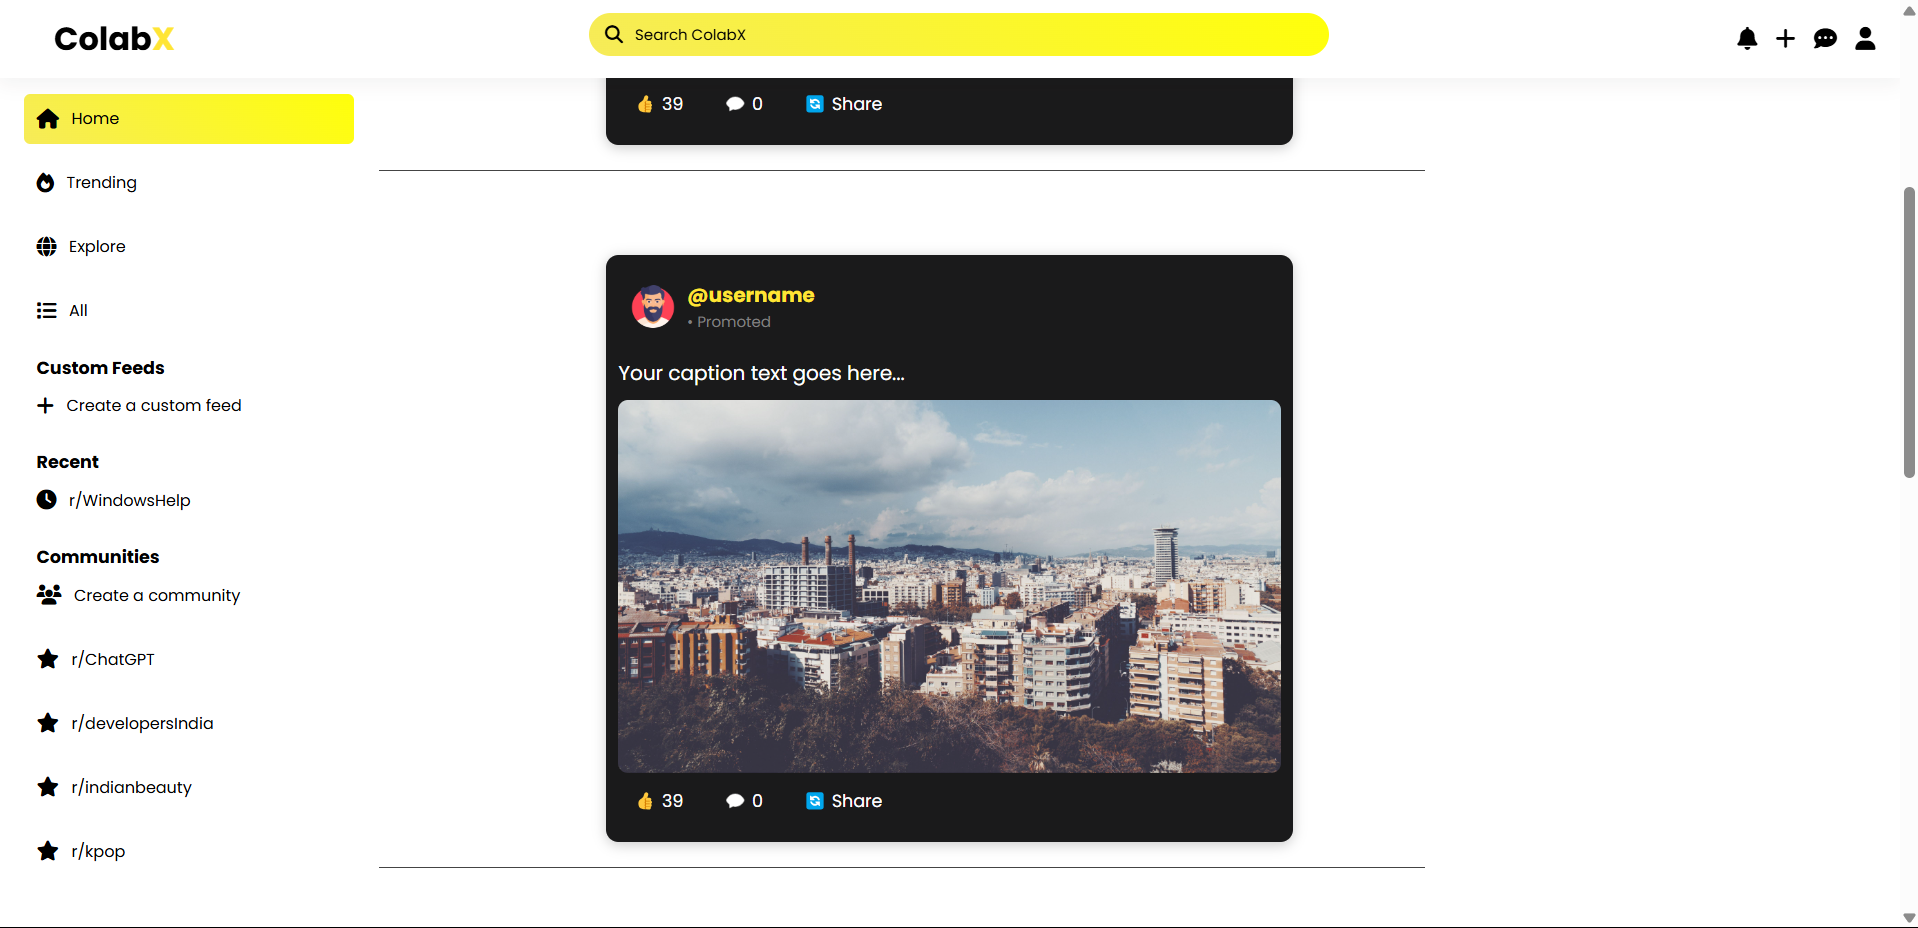 ColabX
Search ColabX
Home
Trending
Explore
All
Custom Feeds
Create a custom feed
Recent
r/WindowsHelp
Communities
Create a community
r/ChatGPT
r/developersIndia
r/indianbeauty
r/kpop
39 0 Share
@username
• Promoted
Your caption text goes here...
39 0 Share